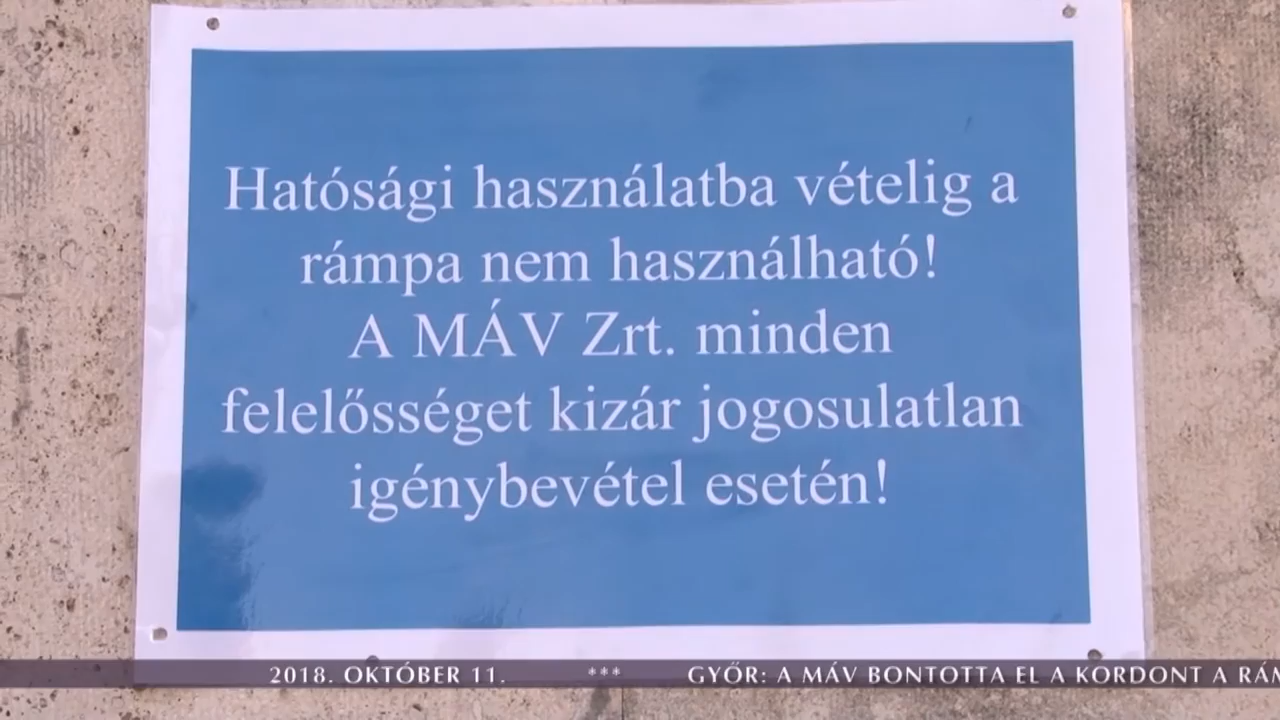 Hatósági használatba vételig a
rámpa nem használható!
A MÁV Zrt. minden
felelősséget kizár jogosulatlan
igénybevétel esetén!
2018. OKTÓBER 11. *** GYŐR: A MÁV BONTOTTA EL A KORDONT A